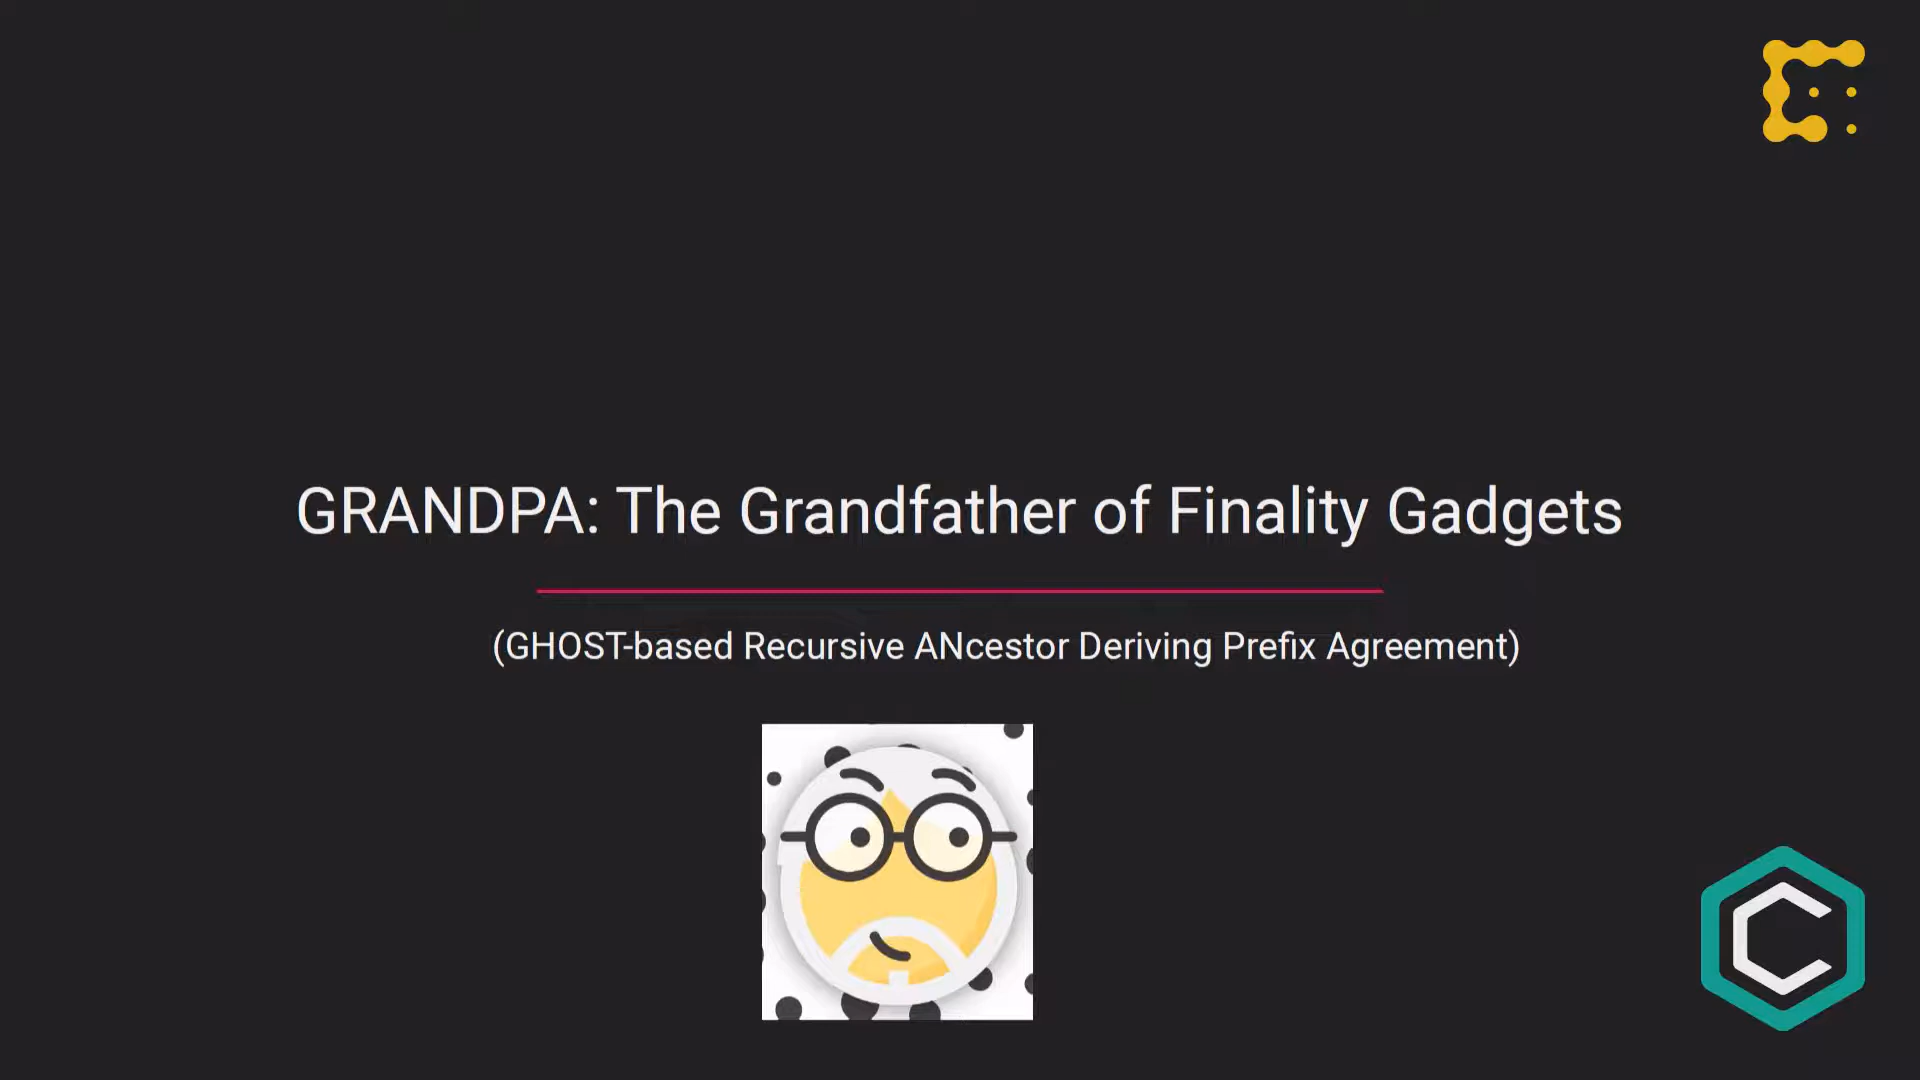 GRANDPA: The Grandfather of Finality Gadgets
(GHOST-based Recursive ANcestor Deriving Prefix Agreement)